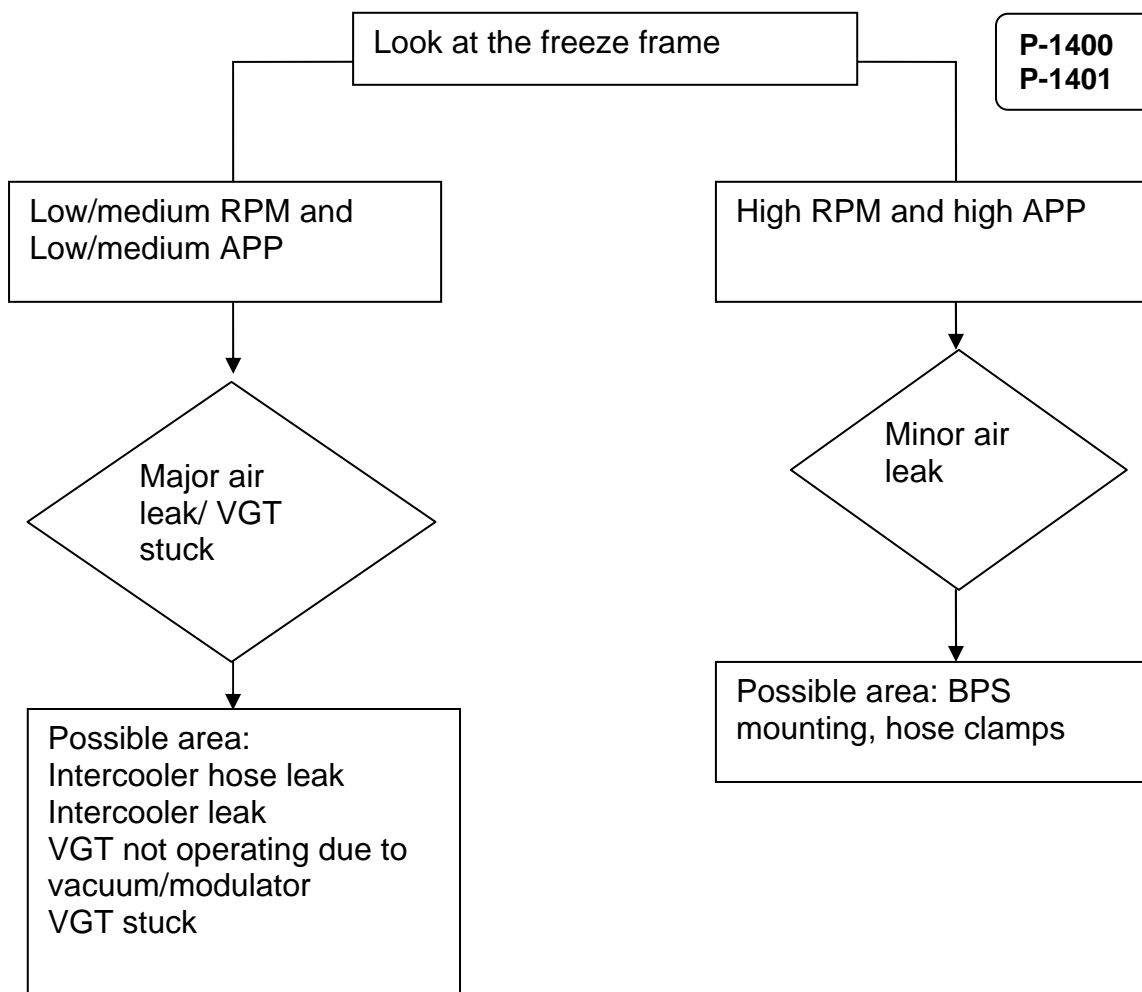 Look at the freeze frame
P-1400
P-1401
Low/medium RPM and
Low/medium APP
High RPM and high APP
Major air
leak/ VGT
stuck
Minor air
leak
Possible area:
Intercooler hose leak
Intercooler leak
VGT not operating due to
vacuum/modulator
VGT stuck
Possible area: BPS
mounting, hose clamps